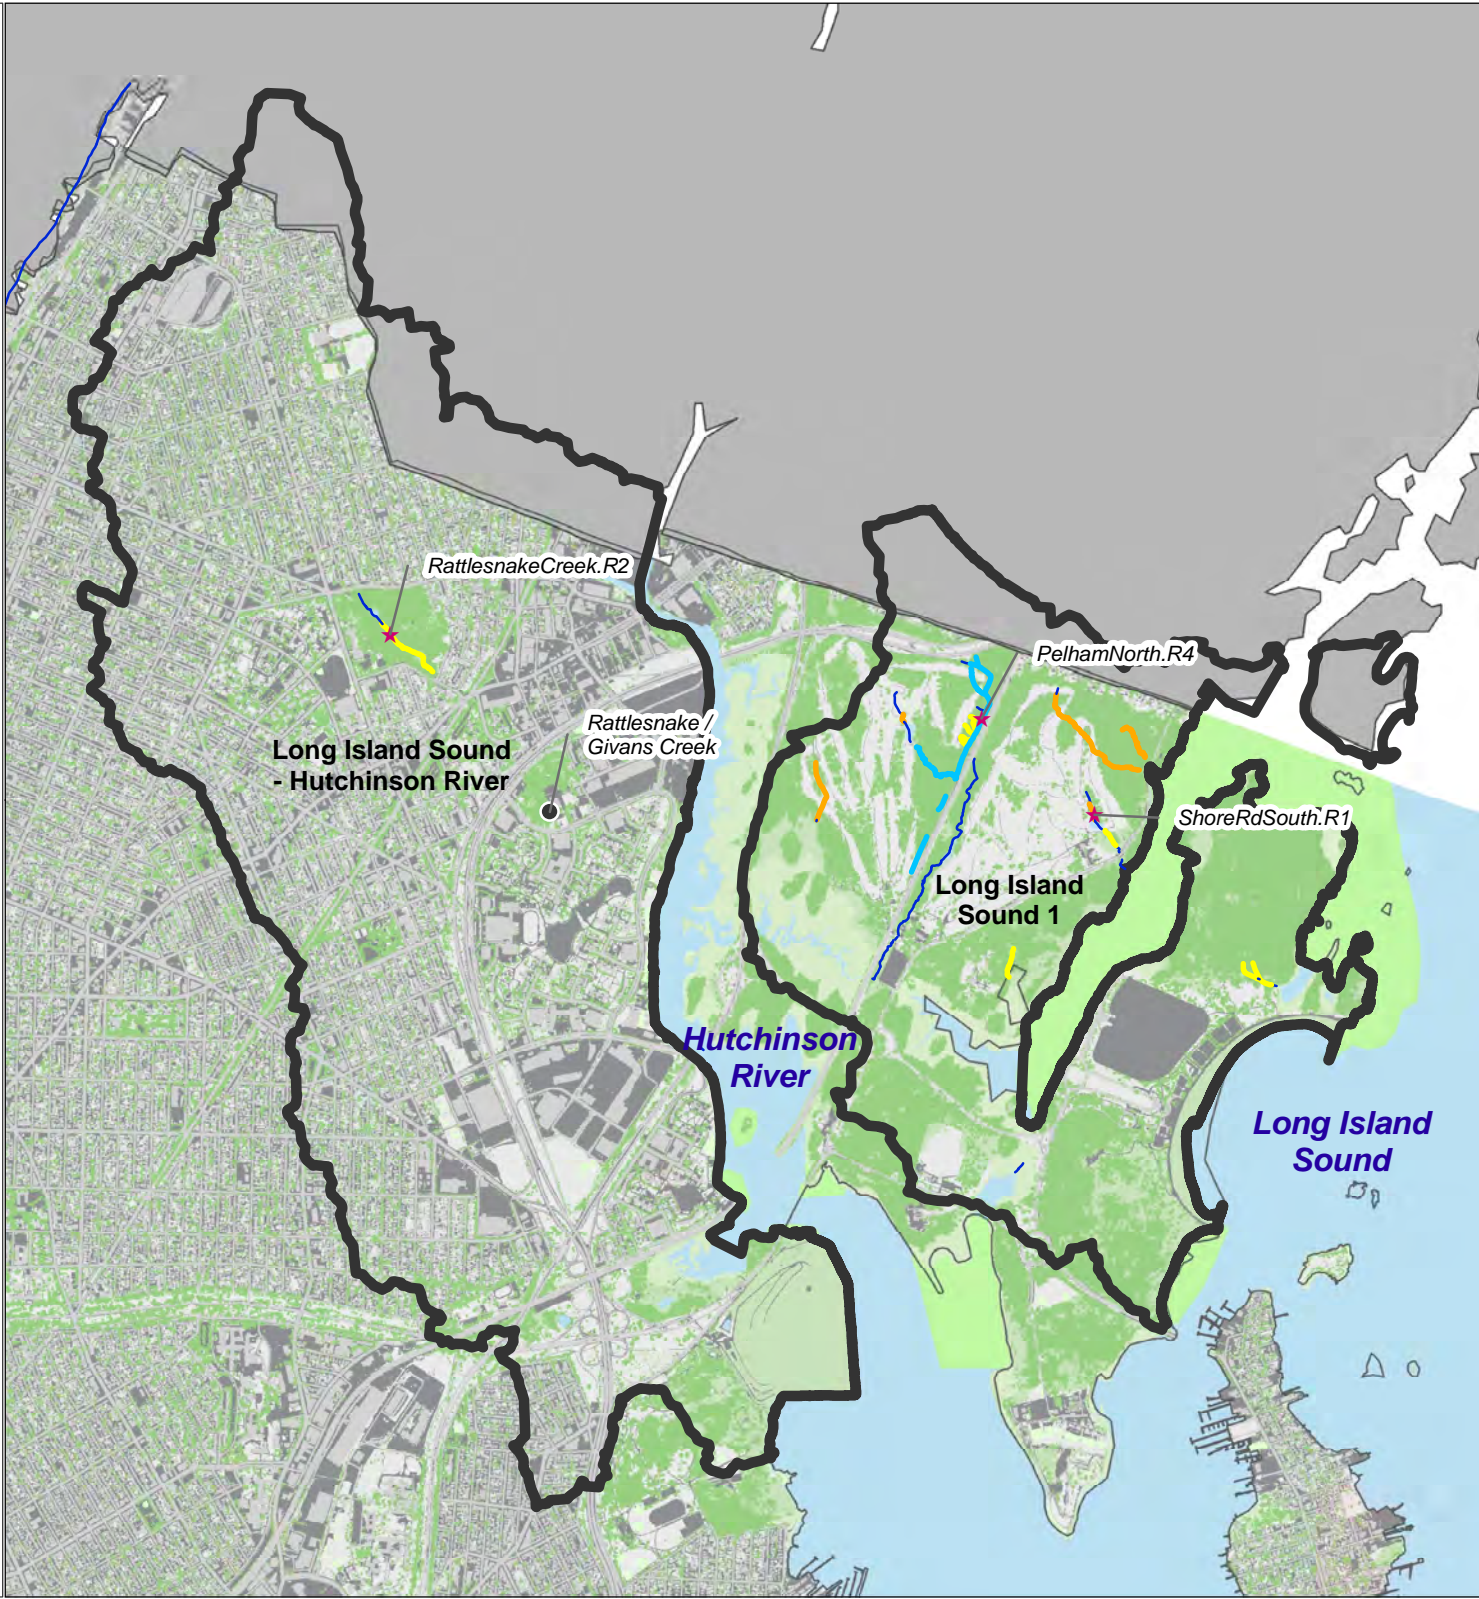 RattlesnakeCreek.R2
PelhamNorth.R4
Rattlesnake /
Givans Creek
Long Island Sound
- Hutchinson River
ShoreRdSouth.R1
Long Island
Sound 1
Hutchinson
River
Long Island
Sound